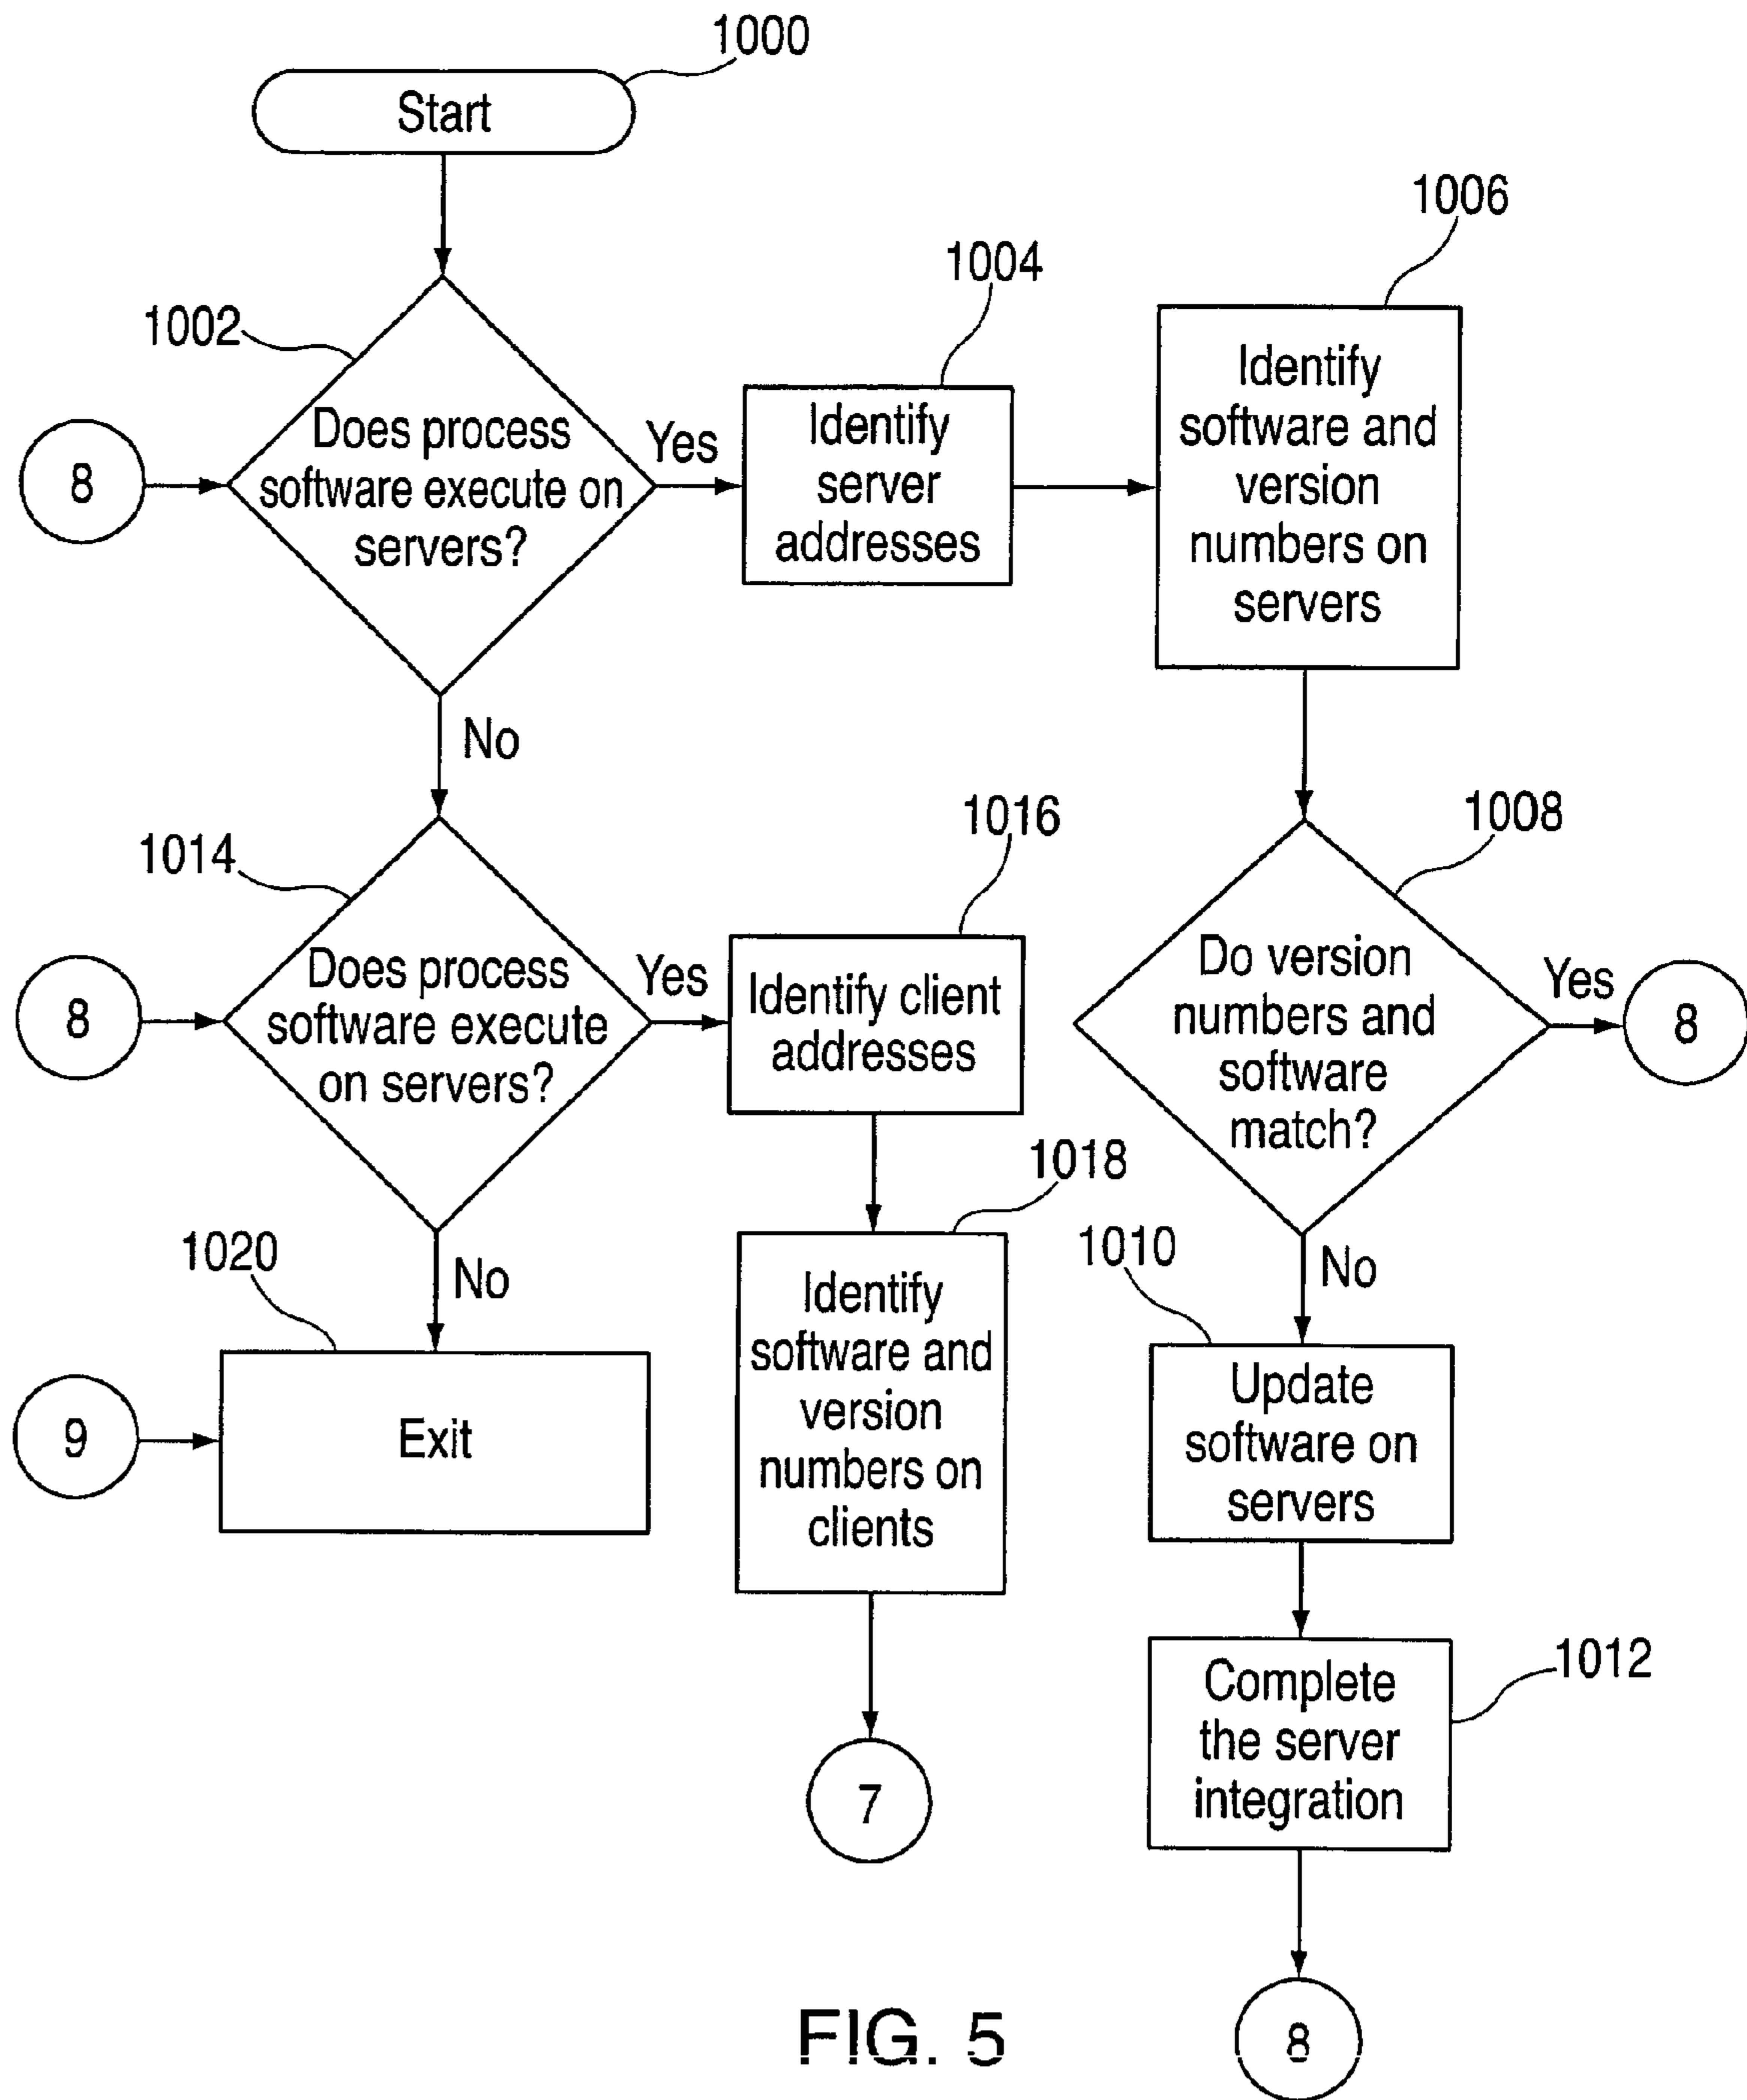 1000
Start
1006
1004
1002
Identify
software and
version
numbers on
servers
Does process
software execute on
servers?
8
Yes
Identify
server
addresses
No
1016
1008
1014
Does process
software execute
on servers?
8
Yes
Identify client
addresses
Do version
numbers and
software
match?
Yes
8
1018
1020
No
1010
No
Identify
software and
version
numbers on
clients
Update
software on
servers
9
Exit
1012
Complete
the server
integration
7
8
FIG. 5